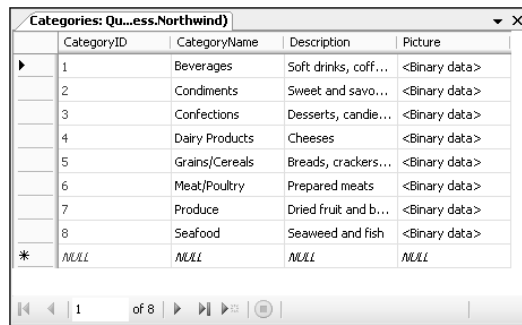 Categories: Qu...ess.Northwind)
CategoryID CategoryName Description Picture
1 Beverages Soft drinks, coff... <Binary data>
2 Condiments Sweet and savo... <Binary data>
3 Confections Desserts, candie... <Binary data>
4 Dairy Products Cheeses <Binary data>
5 Grains/Cereals Breads, crackers... <Binary data>
6 Meat/Poultry Prepared meats <Binary data>
7 Produce Dried fruit and b... <Binary data>
8 Seafood Seaweed and fish <Binary data>
NULL NULL NULL NULL
1 of 8